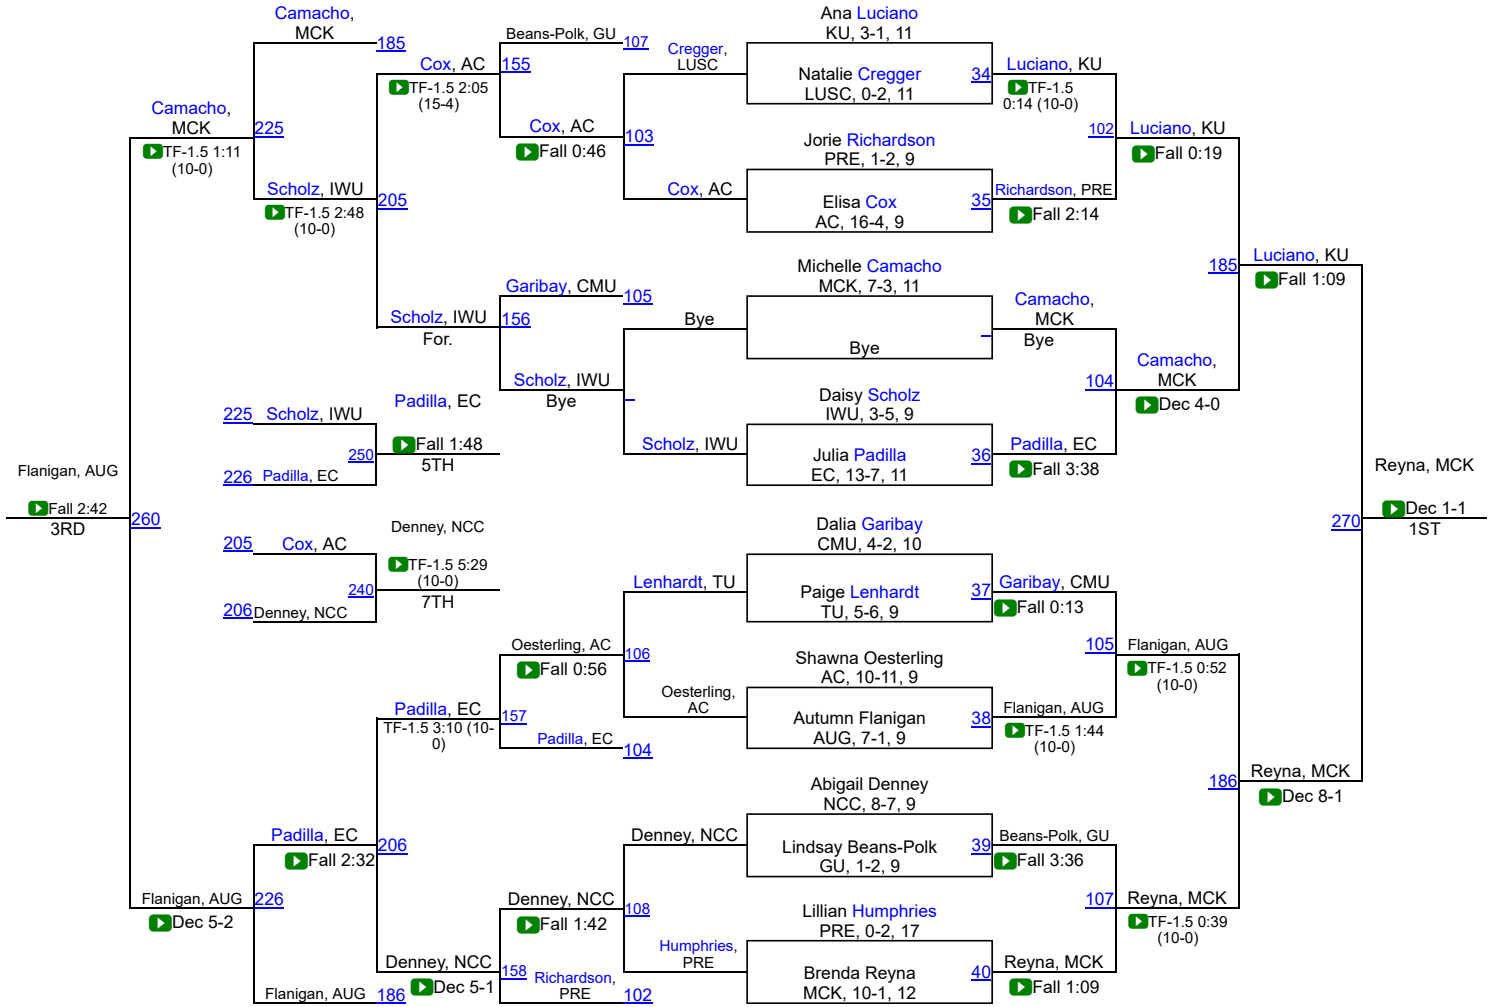 Camacho,
MCK
185
Camacho,
MCK
TF-1.5 1:11
(10-0)
225
Scholz, IWU
TF-1.5 2:48
(10-0)
Cox, AC
TF-1.5 2:05
(15-4)
205
Scholz, IWU
For.
Beans-Polk, GU
107
155
Cox, AC
Fall 0:46
Garibay, CMU
105
156
Scholz, IWU
Bye
Cregger,
LUSC
103
Cox, AC
Bye
Scholz, IWU
Ana Luciano
KU, 3-1, 11
Natalie Cregger
LUSC, 0-2, 11
34
Jorie Richardson
PRE, 1-2, 9
Elisa Cox
AC, 16-4, 9
35
Michelle Camacho
MCK, 7-3, 11
Bye
Daisy Scholz
IWU, 3-5, 9
Julia Padilla
EC, 13-7, 11
36
Luciano, KU
TF-1.5
0:14 (10-0)
102
Richardson, PRE
Fall 2:14
Camacho,
MCK
Bye
104
Padilla, EC
Fall 3:38
Luciano, KU
Fall 0:19
185
Camacho,
MCK
Dec 4-0
Luciano, KU
Fall 1:09
225
Scholz, IWU
250
226
Padilla, EC
Padilla, EC
Fall 1:48
5TH
Flanigan, AUG
Fall 2:42
3RD
260
205
Cox, AC
240
206
Denney, NCC
Denney, NCC
TF-1.5 5:29
(10-0)
7TH
Reyna, MCK
Dec 1-1
1ST
270
Dalia Garibay
CMU, 4-2, 10
Paige Lenhardt
TU, 5-6, 9
37
Shawna Oesterling
AC, 10-11, 9
Autumn Flanigan
AUG, 7-1, 9
38
Abigail Denney
NCC, 8-7, 9
Lindsay Beans-Polk
GU, 1-2, 9
39
Lillian Humphries
PRE, 0-2, 17
Brenda Reyna
MCK, 10-1, 12
40
Lenhardt, TU
106
Oesterling,
AC
Denney, NCC
108
Humphries,
PRE
Oesterling, AC
Fall 0:56
157
Padilla, EC
104
Denney, NCC
Fall 1:42
158
Richardson,
PRE
102
Padilla, EC
TF-1.5 3:10 (10-
0)
206
Denney, NCC
Dec 5-1
Padilla, EC
Fall 2:32
226
Flanigan, AUG
186
Flanigan, AUG
Dec 5-2
Garibay, CMU
Fall 0:13
105
Flanigan, AUG
TF-1.5 1:44
(10-0)
Beans-Polk, GU
Fall 3:36
107
Reyna, MCK
Fall 1:09
Flanigan, AUG
TF-1.5 0:52
(10-0)
186
Reyna, MCK
TF-1.5 0:39
(10-0)
Reyna, MCK
Dec 8-1